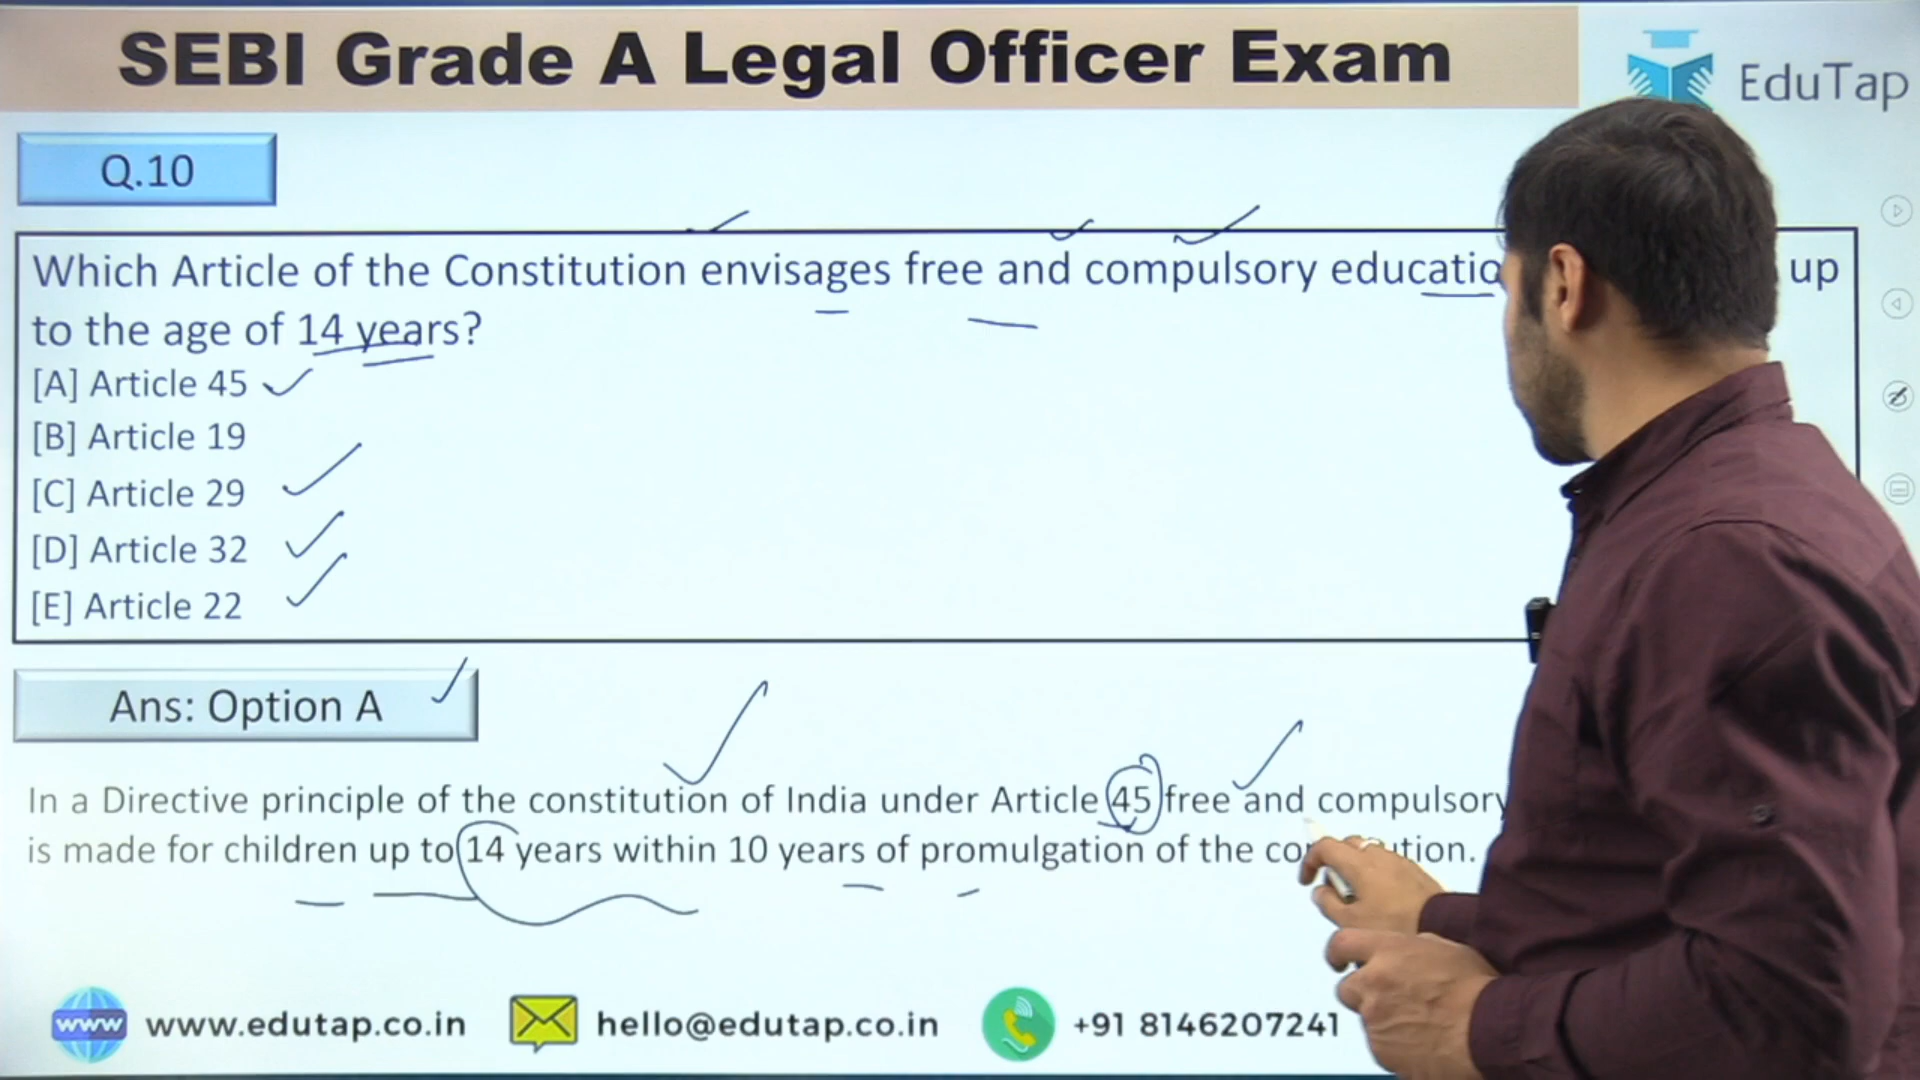 SEBI Grade A Legal Officer Exam
EduTap
Q.10
Which Article of the Constitution envisages free and compulsory educatio up
to the age of 14 years?
[A] Article 45
[B] Article 19
[C] Article 29
[D] Article 32
[E] Article 22
Ans: Option A
In a Directive principle of the constitution of India under Article 45 free and compulsory
is made for children up to 14 years within 10 years of promulgation of the
www www.edutap.co.in hello@edutap.co.in +91 8146207241